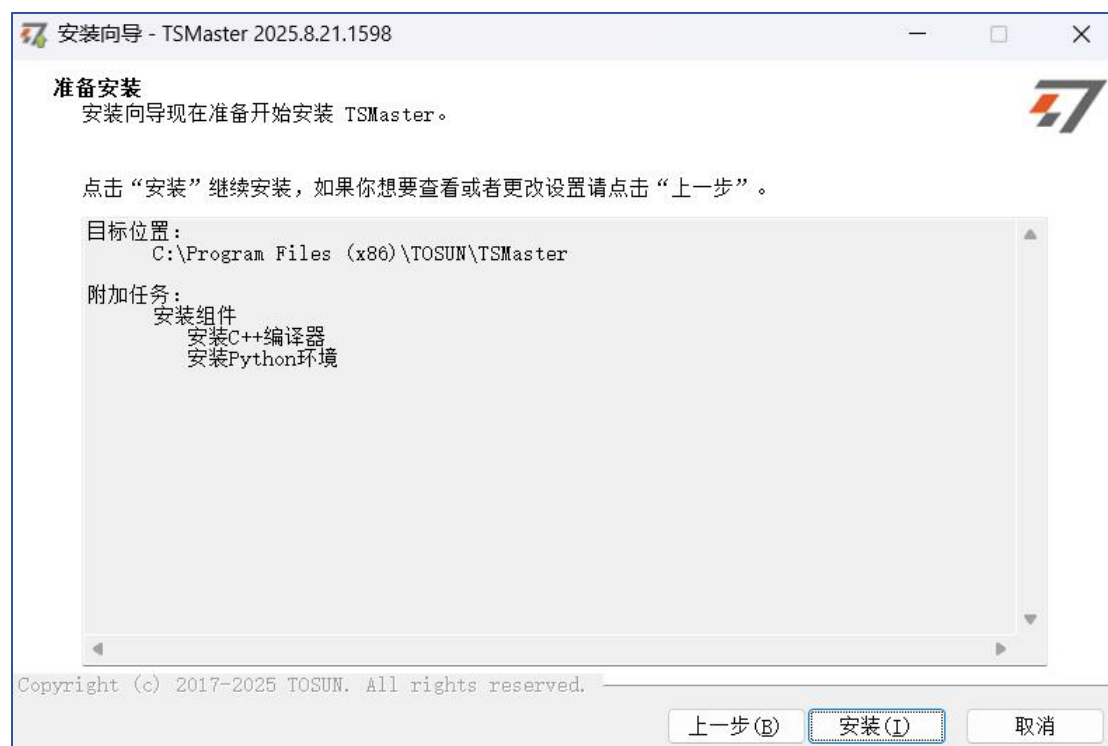 安装向导 - TSMaster 2025.8.21.1598
准备安装
安装向导现在准备开始安装 TSMaster。
点击“安装”继续安装，如果你想要查看或者更改设置请点击“上一步”。
目标位置：
C:\Program Files (x86)\TOSUN\TSMaster
附加任务：
安装组件
安装C++编译器
安装Python环境
Copyright (c) 2017-2025 TOSUN. All rights reserved.
上一步(B) 安装(I) 取消